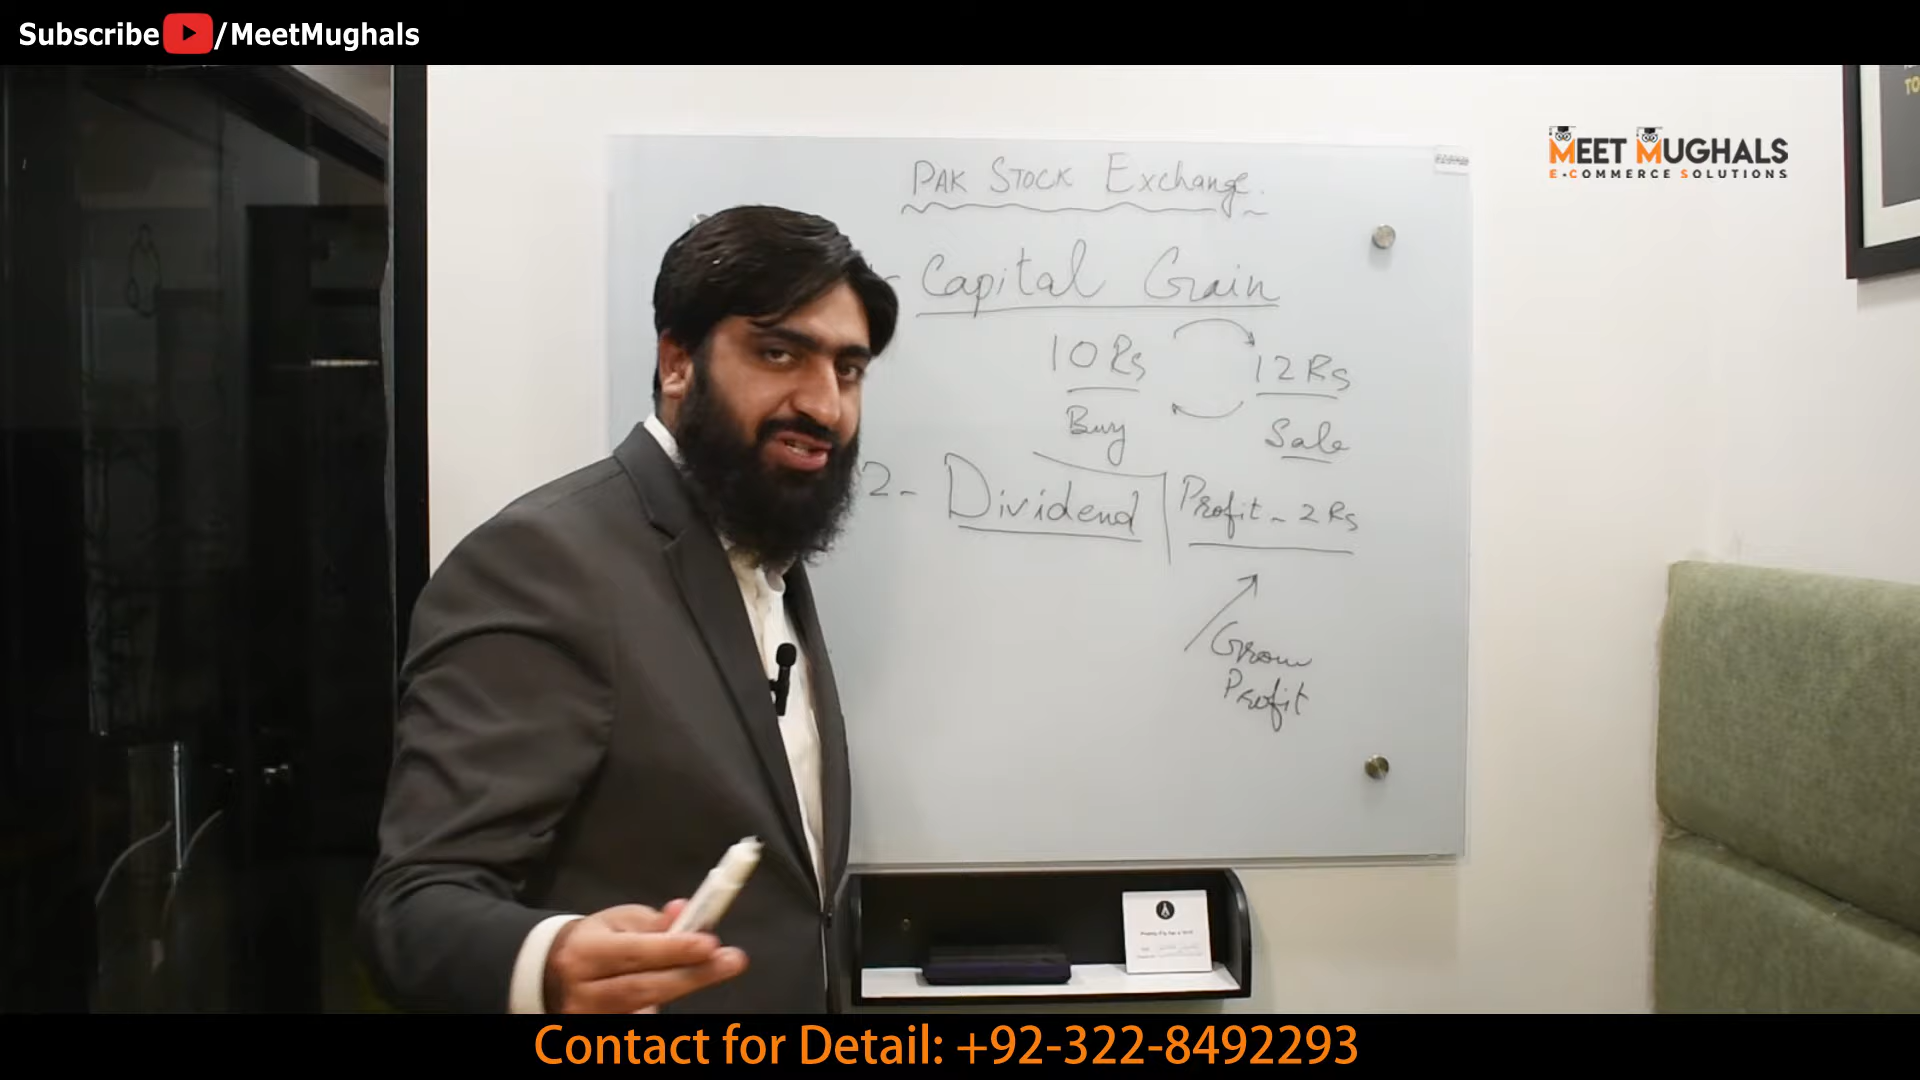 Subscribe /MeetMughals
TO
MEET MUGHALS
E-COMMERCE SOLUTIONS
PAK STOCK Exchange.
Capital Gain
10 Rs
12 Rs
Buy
Sale
2- Dividend
Profit - 2 Rs
Grow
Profit
Contact for Detail: +92-322-8492293